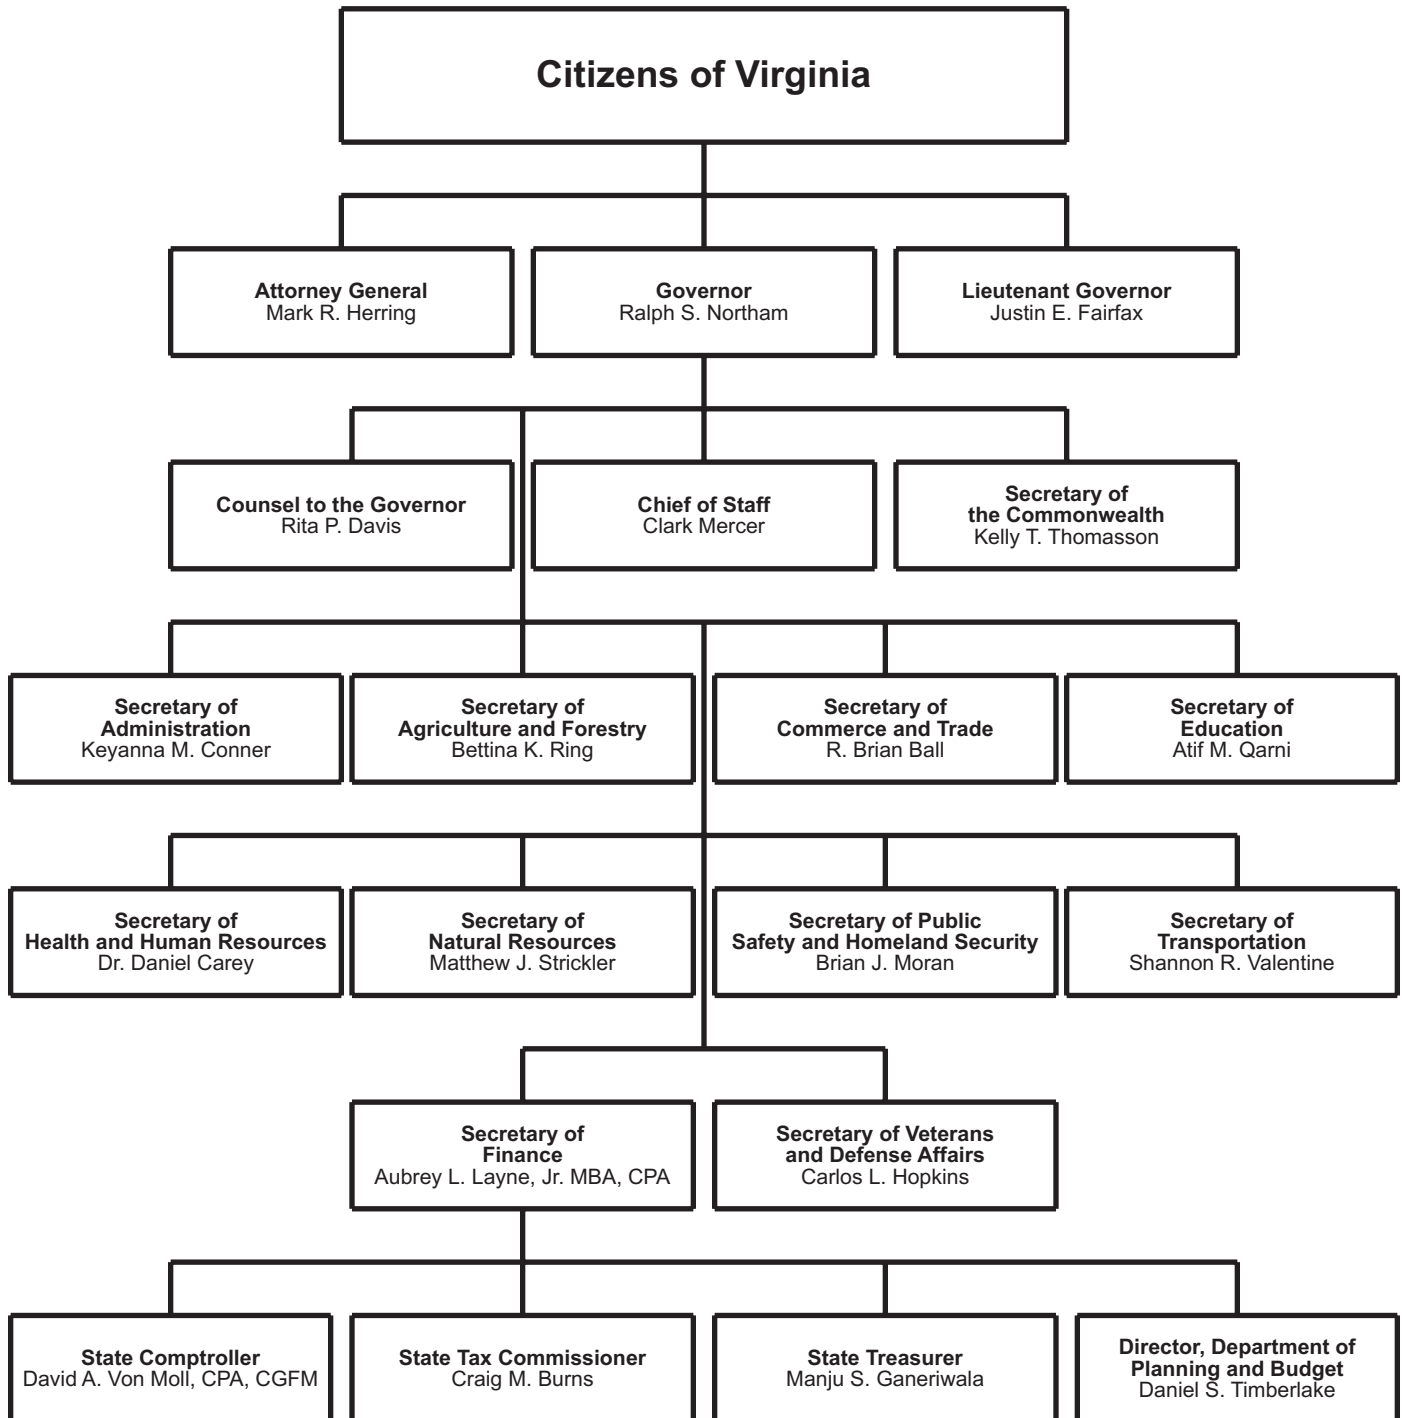 Citizens of Virginia
Attorney General
Mark R. Herring
Governor
Ralph S. Northam
Lieutenant Governor
Justin E. Fairfax
Counsel to the Governor
Rita P. Davis
Chief of Staff
Clark Mercer
Secretary of
the Commonwealth
Kelly T. Thomasson
Secretary of
Administration
Keyanna M. Conner
Secretary of
Agriculture and Forestry
Bettina K. Ring
Secretary of
Commerce and Trade
R. Brian Ball
Secretary of
Education
Atif M. Qarni
Secretary of
Health and Human Resources
Dr. Daniel Carey
Secretary of
Natural Resources
Matthew J. Strickler
Secretary of Public
Safety and Homeland Security
Brian J. Moran
Secretary of
Transportation
Shannon R. Valentine
Secretary of
Finance
Aubrey L. Layne, Jr. MBA, CPA
Secretary of Veterans
and Defense Affairs
Carlos L. Hopkins
State Comptroller
David A. Von Moll, CPA, CGFM
State Tax Commissioner
Craig M. Burns
State Treasurer
Manju S. Ganeriwala
Director, Department of
Planning and Budget
Daniel S. Timberlake